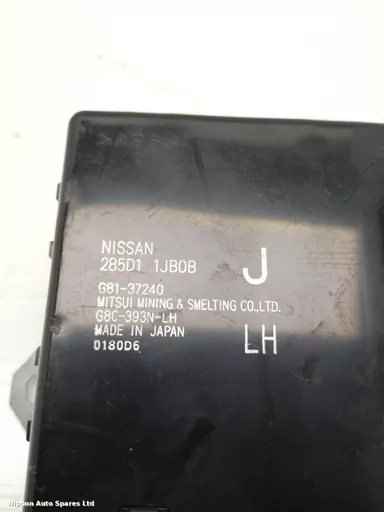 NISSAN
285D1 1JB0B
J
G81-37240
MITSUI MINING & SMELTING CO.,LTD.
G8C-393N-LH
MADE IN JAPAN
LH
0180D6
Nippon Auto Spares Ltd